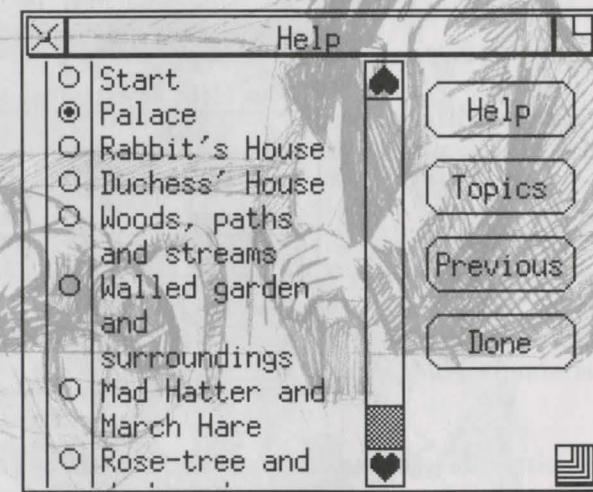 Help
Start
Palace
Rabbit's House
Duchess' House
Woods, paths
and streams
Walled garden
and
surroundings
Mad Hatter and
March Hare
Rose-tree and
Help
Topics
Previous
Done